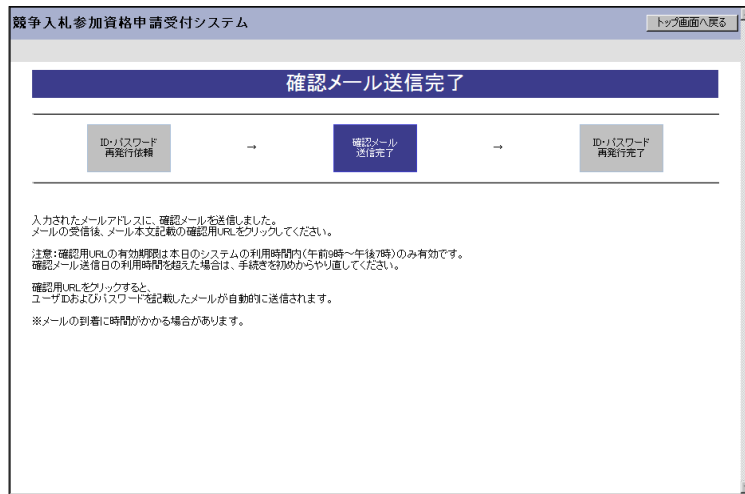 競争入札参加資格申請受付システム
トップ画面へ戻る
確認メール送信完了
ID・パスワード
再発行依頼
→
確認メール
送信完了
→
ID・パスワード
再発行完了
入力されたメールアドレスに、確認メールを送信しました。
メールの受信後、メール本文記載の確認用URLをクリックしてください。
注意:確認用URLの有効期限は本日のシステムの利用時間内(午前9時~午後7時)のみ有効です。
確認メール送信日の利用時間を超えた場合は、手続きを初めからやり直してください。
確認用URLをクリックすると、
ユーザIDおよびパスワードを記載したメールが自動的に送信されます。
※メールの到着に時間がかかる場合があります。